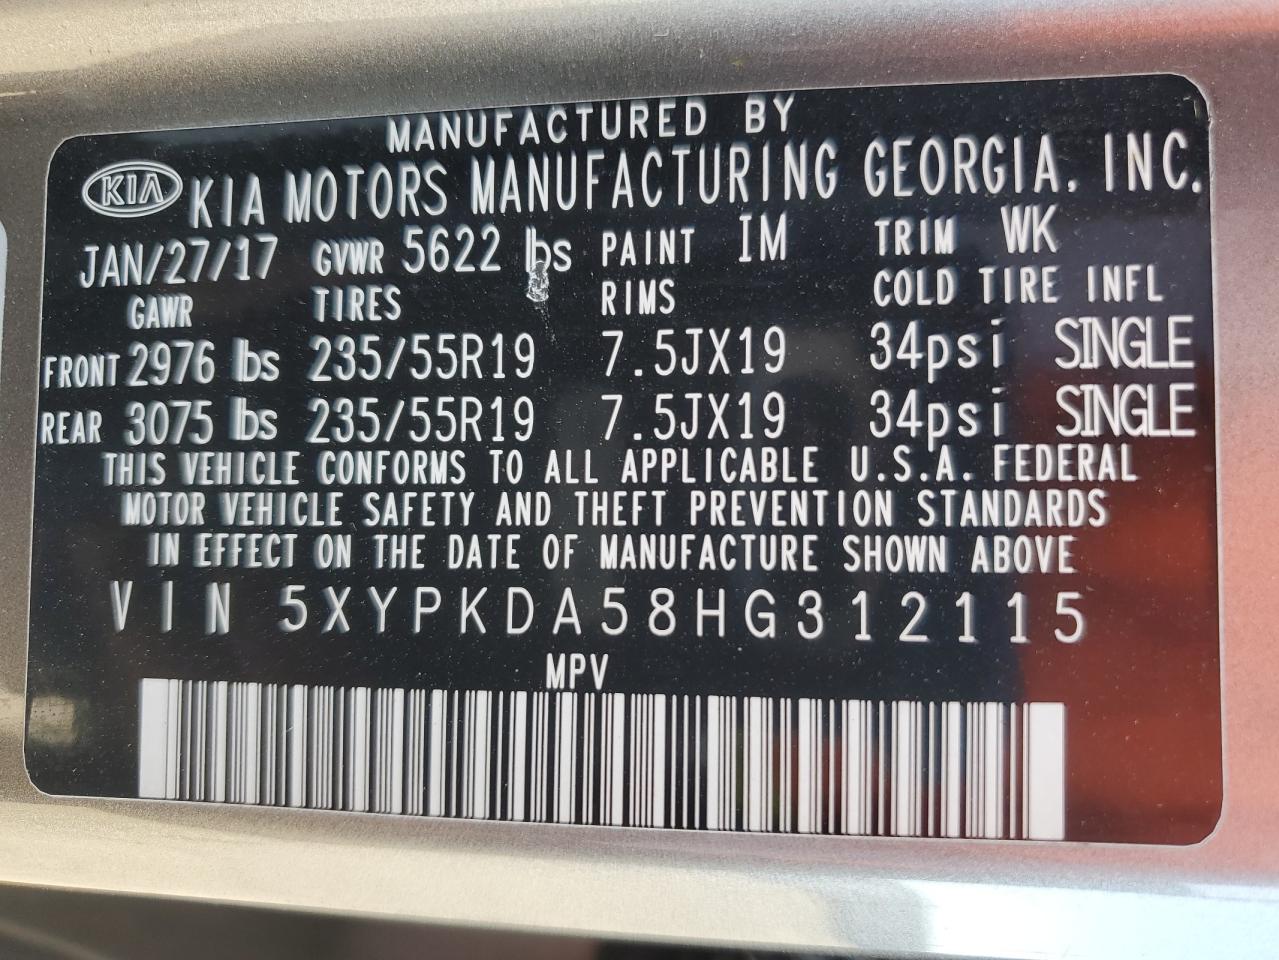 MANUFACTURED BY
KIA KIA MOTORS MANUFACTURING GEORGIA, INC.
JAN/27/17 GVWR 5622 lbs PAINT IM TRIM WK
GAWR TIRES RIMS COLD TIRE INFL
FRONT 2976 lbs 235/55R19 7.5JX19 34psi SINGLE
REAR 3075 lbs 235/55R19 7.5JX19 34psi SINGLE
THIS VEHICLE CONFORMS TO ALL APPLICABLE U.S.A. FEDERAL
MOTOR VEHICLE SAFETY AND THEFT PREVENTION STANDARDS
IN EFFECT ON THE DATE OF MANUFACTURE SHOWN ABOVE
VIN 5XYPKDA58HG312115
MPV